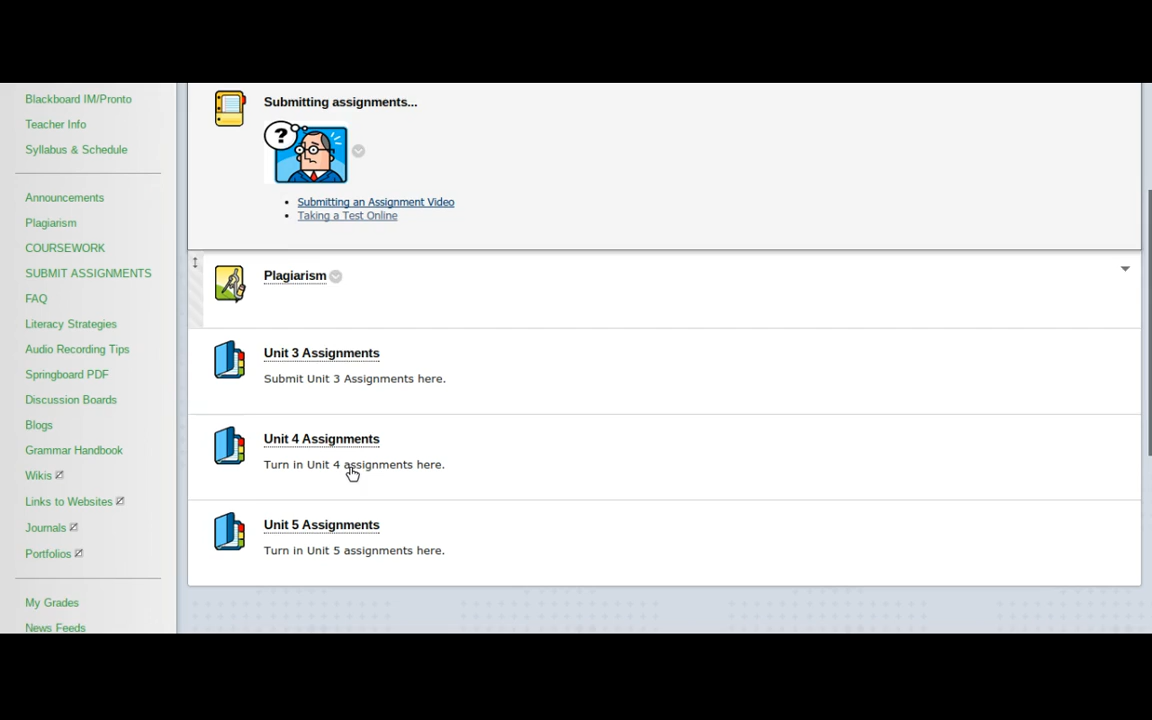 Blackboard IM/Pronto
Teacher Info
Syllabus & Schedule
Announcements
Plagiarism
COURSEWORK
SUBMIT ASSIGNMENTS
FAQ
Literacy Strategies
Audio Recording Tips
Springboard PDF
Discussion Boards
Blogs
Grammar Handbook
Wikis
Links to Websites
Journals
Portfolios
My Grades
News Feeds
Submitting assignments...
?
Submitting an Assignment Video
Taking a Test Online
Plagiarism
Unit 3 Assignments
Submit Unit 3 Assignments here.
Unit 4 Assignments
Turn in Unit 4 assignments here.
Unit 5 Assignments
Turn in Unit 5 assignments here.